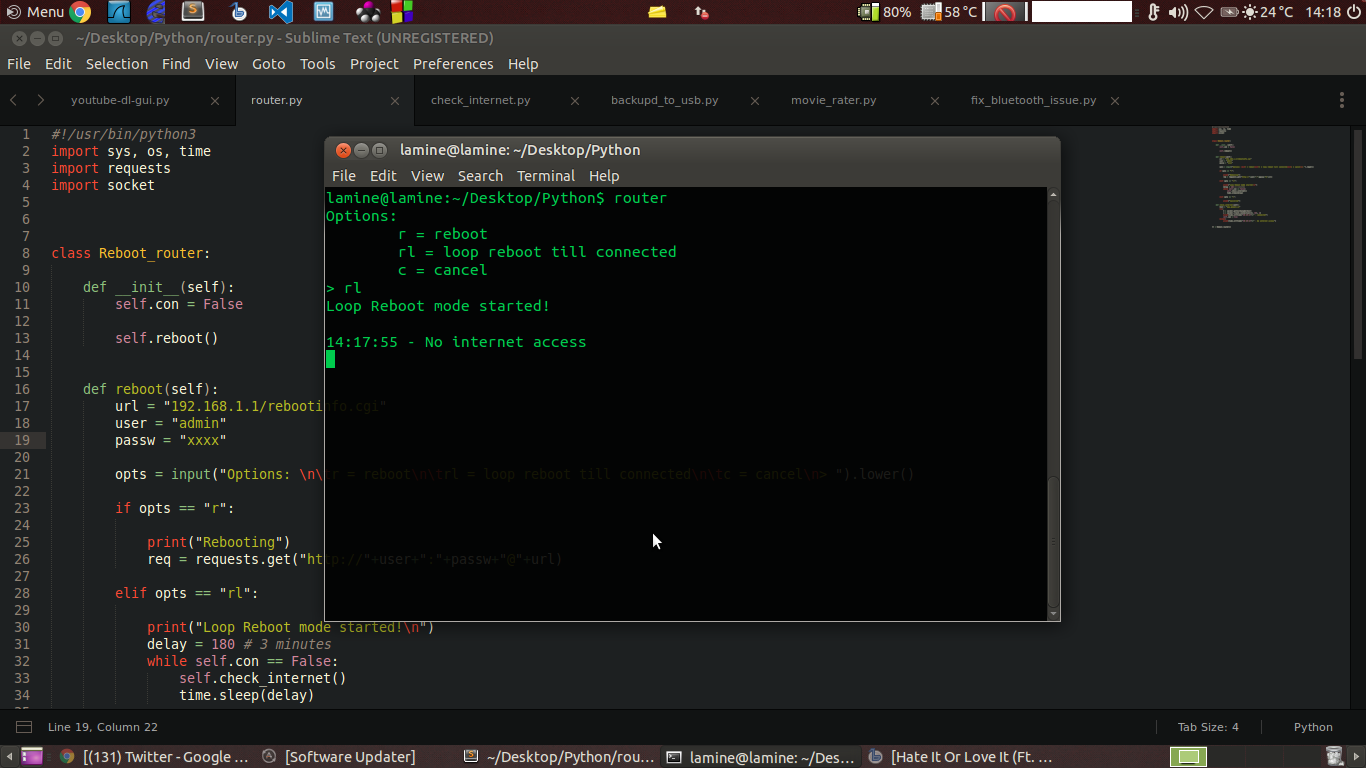 Menu 80% 58°C 24°C 14:18
~/Desktop/Python/router.py - Sublime Text (UNREGISTERED)
File Edit Selection Find View Goto Tools Project Preferences Help
youtube-dl-gui.py router.py check_internet.py backupd_to_usb.py movie_rater.py fix_bluetooth_issue.py
1 #!/usr/bin/python3
2 import sys, os, time
3 import requests
4 import socket
5
6
7
8 class Reboot_router:
9
10 def __init__(self):
11 self.con = False
12
13 self.reboot()
14
15
16 def reboot(self):
17 url = "192.168.1.1/rebootinfo.cgi"
18 user = "admin"
19 passw = "xxxx"
20
21 opts = input("Options: \n\tr = reboot\n\trl = loop reboot till connected\n\tc = cancel\n> ").lower()
22
23 if opts == "r":
24
25 print("Rebooting")
26 req = requests.get("http://"+user+":"+passw+"@"+url)
27
28 elif opts == "rl":
29
30 print("Loop Reboot mode started!\n")
31 delay = 180 # 3 minutes
32 while self.con == False:
33 self.check_internet()
34 time.sleep(delay)
lamine@lamine: ~/Desktop/Python
File Edit View Search Terminal Help
lamine@lamine:~/Desktop/Python$ router
Options:
r = reboot
rl = loop reboot till connected
c = cancel
> rl
Loop Reboot mode started!
14:17:55 - No internet access
Line 19, Column 22 Tab Size: 4 Python
[(131) Twitter - Google ... [Software Updater] ~/Desktop/Python/rou... lamine@lamine: ~/Des... [Hate It Or Love It (Ft. ...